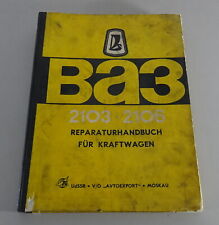 ВАЗ
2103 2106
REPARATURHANDBUCH
FÜR KRAFTWAGEN
UdSSR • V/O „AVTOEXPORT" • MOSKAU